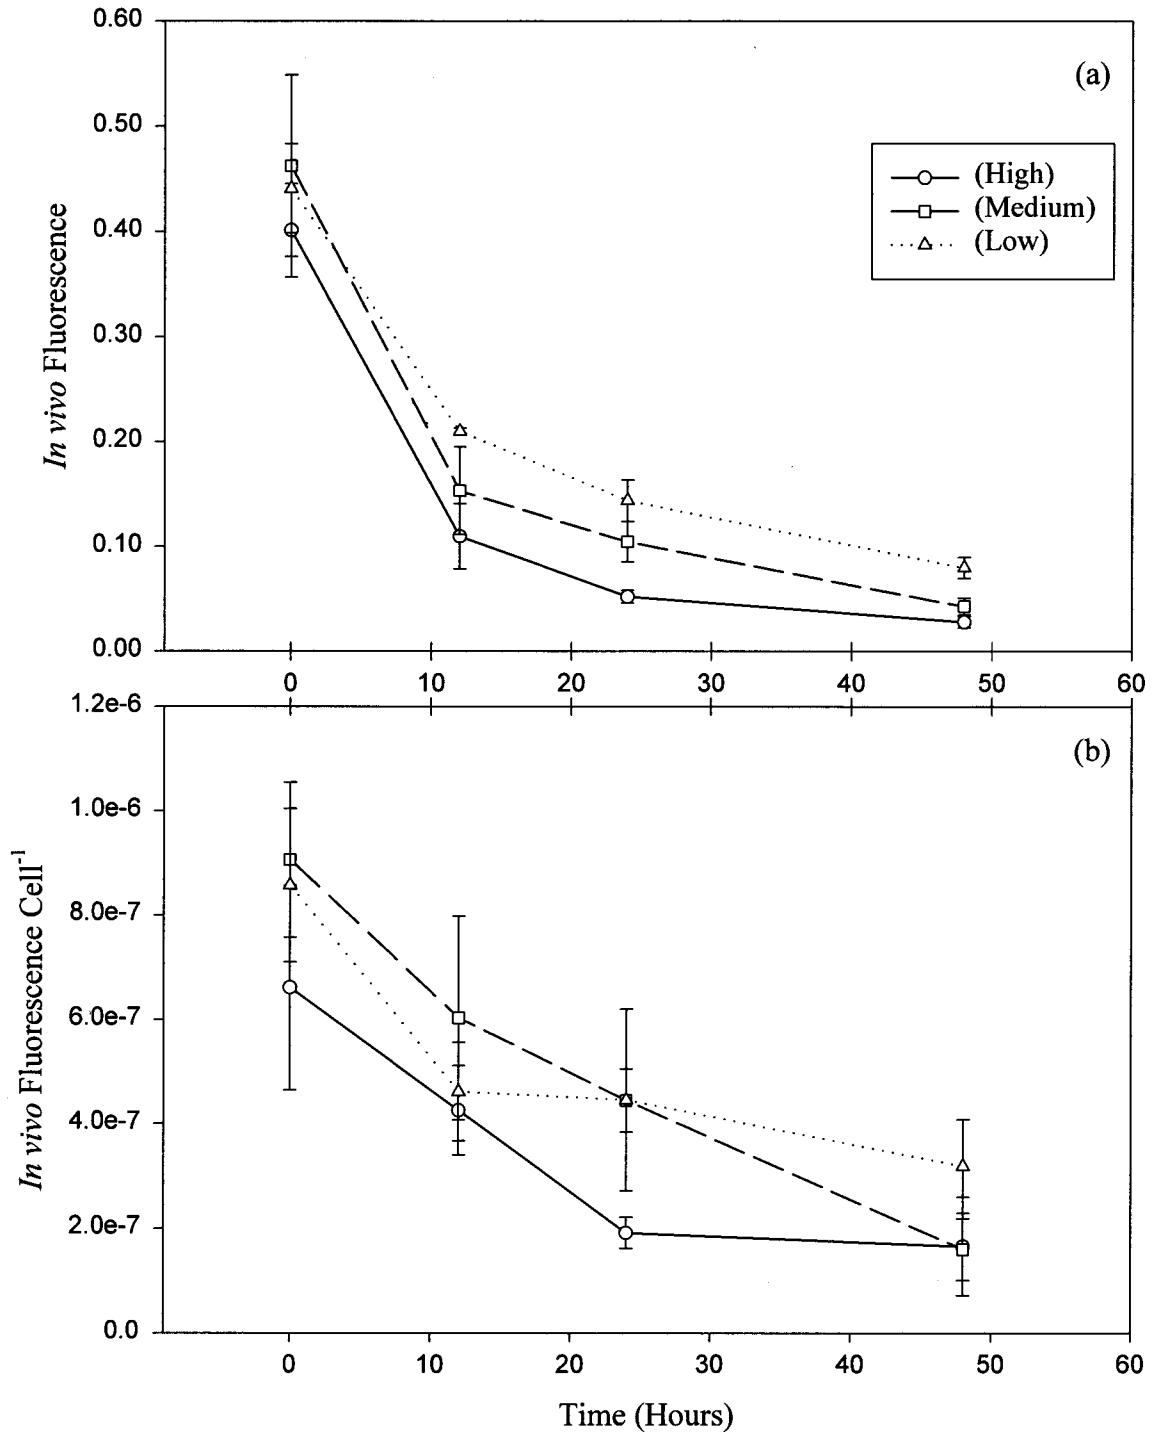 0.60
(a)
0.50
(High)
(Medium)
(Low)
0.40
0.30
0.20
0.10
0.00
In vivo Fluorescence
0 10 20 30 40 50 60
1.2e-6
(b)
1.0e-6
8.0e-7
6.0e-7
4.0e-7
2.0e-7
0.0
In vivo Fluorescence Cell⁻¹
0 10 20 30 40 50 60
Time (Hours)